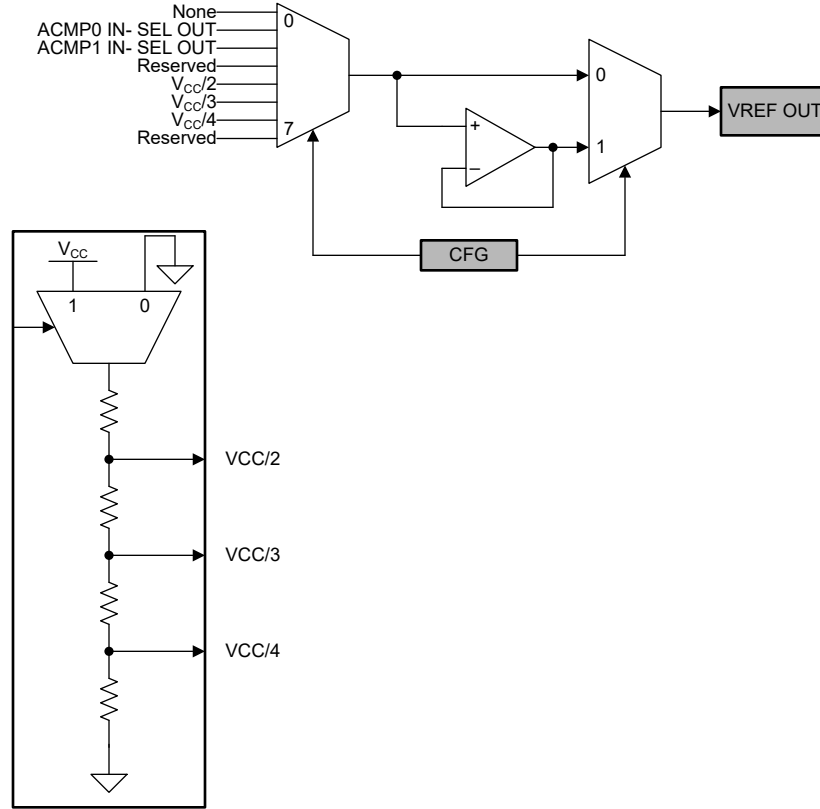 None
0
ACMP0 IN- SEL OUT
ACMP1 IN- SEL OUT
Reserved
VCC/2
VCC/3
VCC/4
7
Reserved
0
1
+
–
VREF OUT
CFG
VCC
1
0
VCC/2
VCC/3
VCC/4